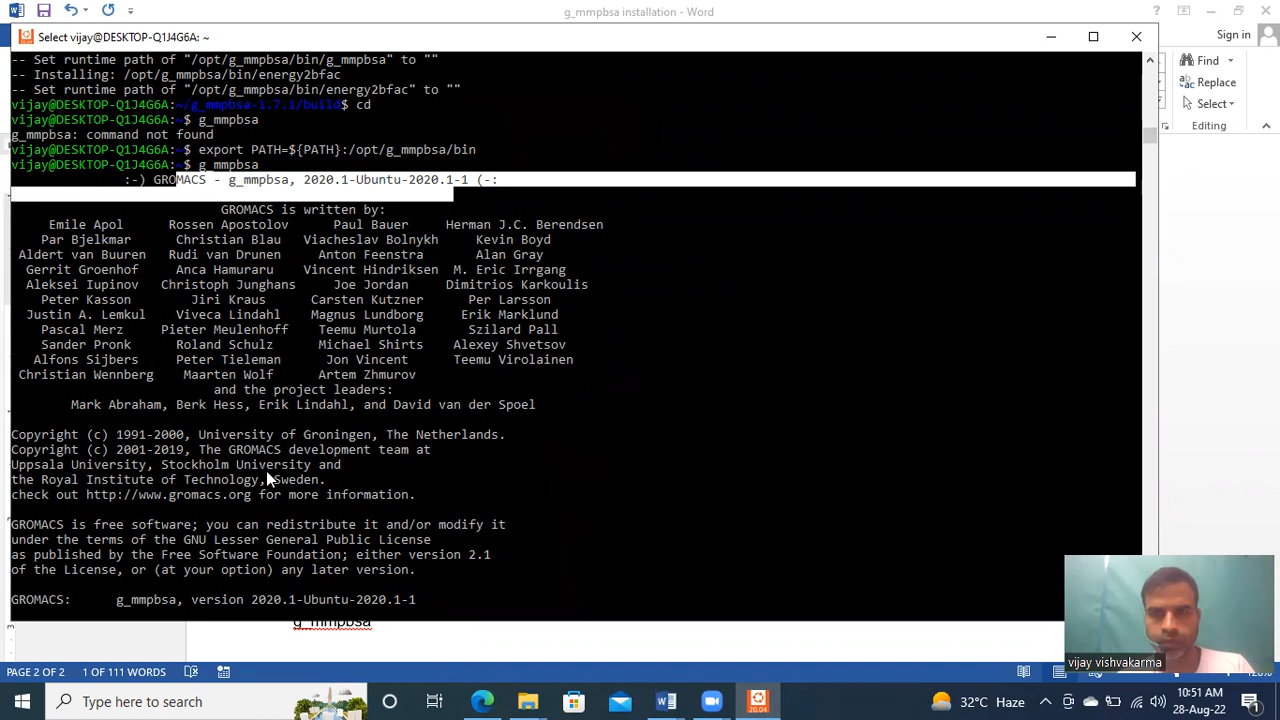 g_mmpbsa installation - Word
Select vijay@DESKTOP-Q1J4G6A: ~
Sign in
-- Set runtime path of "/opt/g_mmpbsa/bin/g_mmpbsa" to ""
-- Installing: /opt/g_mmpbsa/bin/energy2bfac
-- Set runtime path of "/opt/g_mmpbsa/bin/energy2bfac" to ""
vijay@DESKTOP-Q1J4G6A:~/g_mmpbsa-1.7.1/build$ cd
vijay@DESKTOP-Q1J4G6A:~$ g_mmpbsa
g_mmpbsa: command not found
vijay@DESKTOP-Q1J4G6A:~$ export PATH=${PATH}:/opt/g_mmpbsa/bin
vijay@DESKTOP-Q1J4G6A:~$ g_mmpbsa
:-) GROMACS - g_mmpbsa, 2020.1-Ubuntu-2020.1-1 (-:
GROMACS is written by:
Emile Apol Rossen Apostolov Paul Bauer Herman J.C. Berendsen
Par Bjelkmar Christian Blau Viacheslav Bolnykh Kevin Boyd
Aldert van Buuren Rudi van Drunen Anton Feenstra Alan Gray
Gerrit Groenhof Anca Hamuraru Vincent Hindriksen M. Eric Irrgang
Aleksei Iupinov Christoph Junghans Joe Jordan Dimitrios Karkoulis
Peter Kasson Jiri Kraus Carsten Kutzner Per Larsson
Justin A. Lemkul Viveca Lindahl Magnus Lundborg Erik Marklund
Pascal Merz Pieter Meulenhoff Teemu Murtola Szilard Pall
Sander Pronk Roland Schulz Michael Shirts Alexey Shvetsov
Alfons Sijbers Peter Tieleman Jon Vincent Teemu Virolainen
Christian Wennberg Maarten Wolf Artem Zhmurov
and the project leaders:
Mark Abraham, Berk Hess, Erik Lindahl, and David van der Spoel
Copyright (c) 1991-2000, University of Groningen, The Netherlands.
Copyright (c) 2001-2019, The GROMACS development team at
Uppsala University, Stockholm University and
the Royal Institute of Technology, Sweden.
check out http://www.gromacs.org for more information.
GROMACS is free software; you can redistribute it and/or modify it
under the terms of the GNU Lesser General Public License
as published by the Free Software Foundation; either version 2.1
of the License, or (at your option) any later version.
GROMACS: g_mmpbsa, version 2020.1-Ubuntu-2020.1-1
Find
Replace
Select
Editing
g_mmpbsa
vijay vishvakarma
PAGE 2 OF 2 1 OF 111 WORDS
Type here to search
20.04
32°C Haze
10:51 AM
28-Aug-22